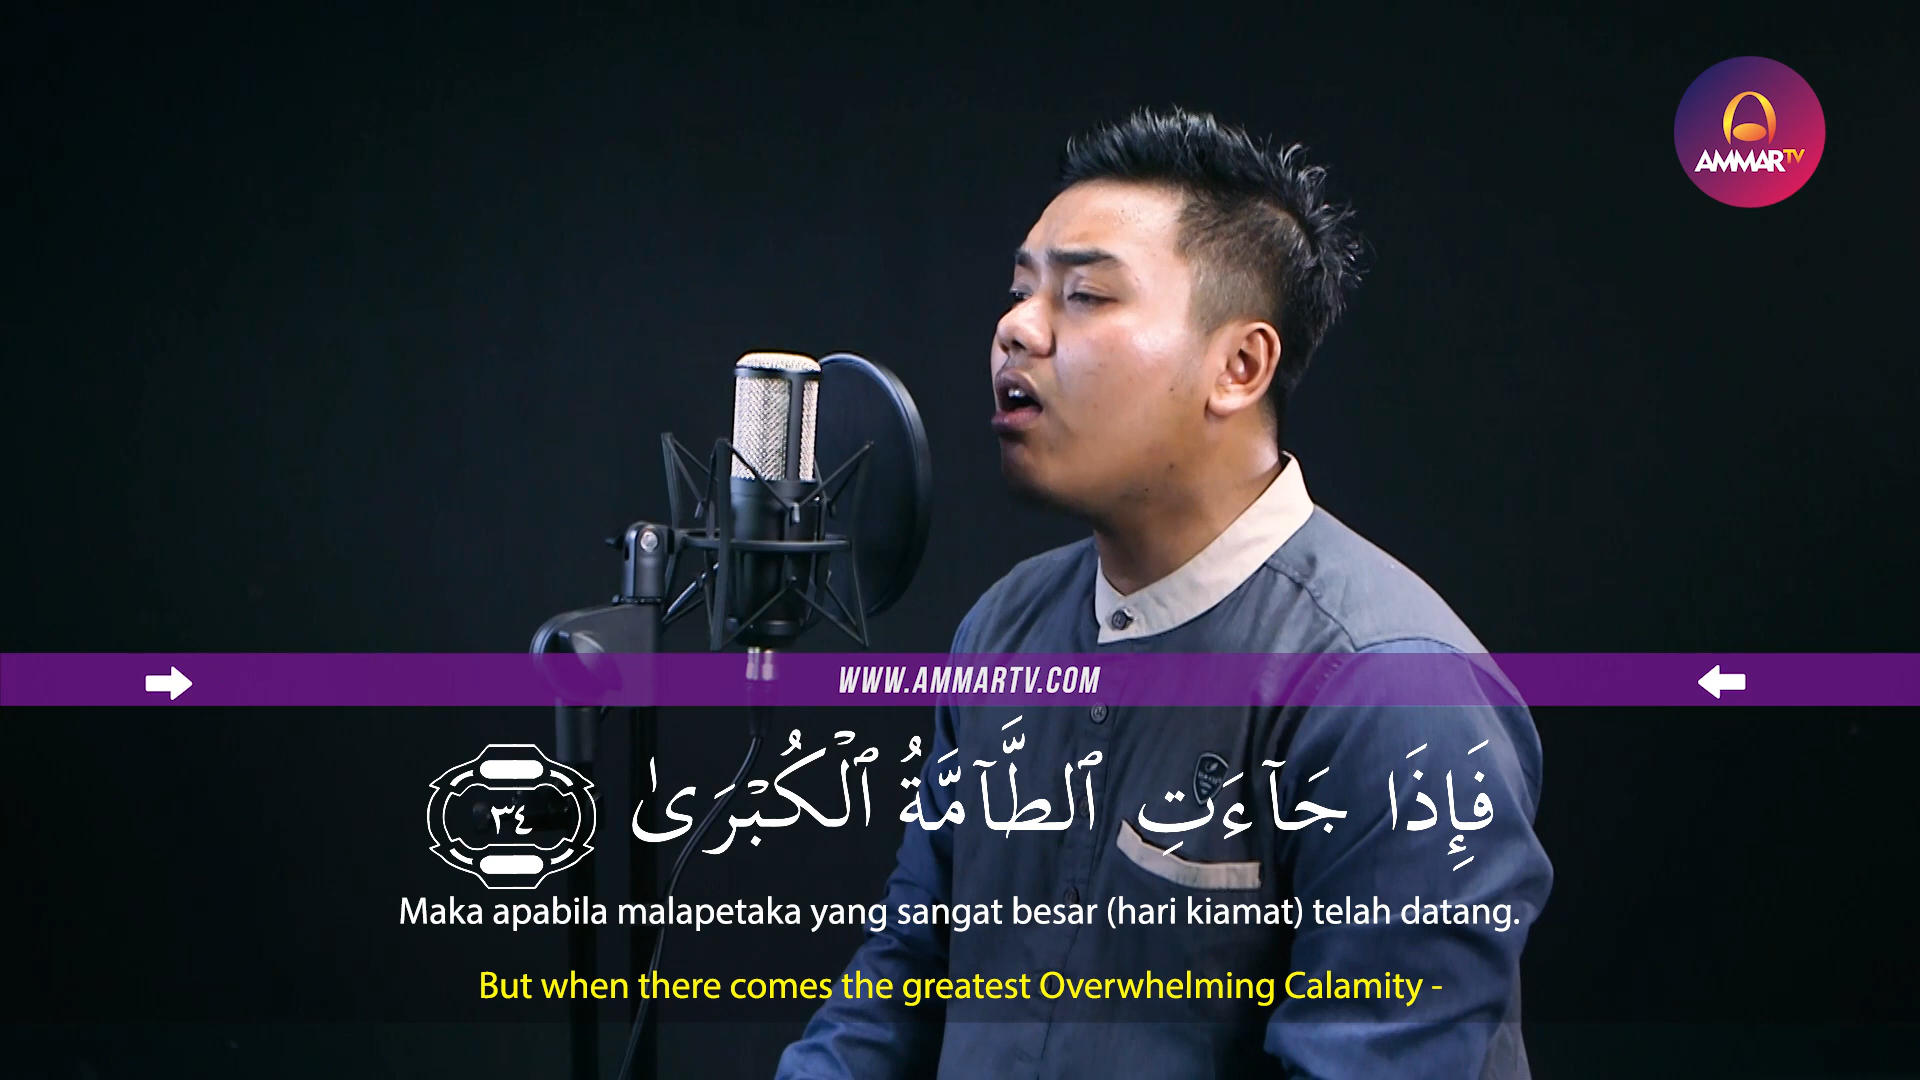 AMMARTV
WWW.AMMARTV.COM
فَإِذَا جَآءَتِ ٱلطَّآمَّةُ ٱلْكُبْرَىٰ ٣٤
Maka apabila malapetaka yang sangat besar (hari kiamat) telah datang.
But when there comes the greatest Overwhelming Calamity -